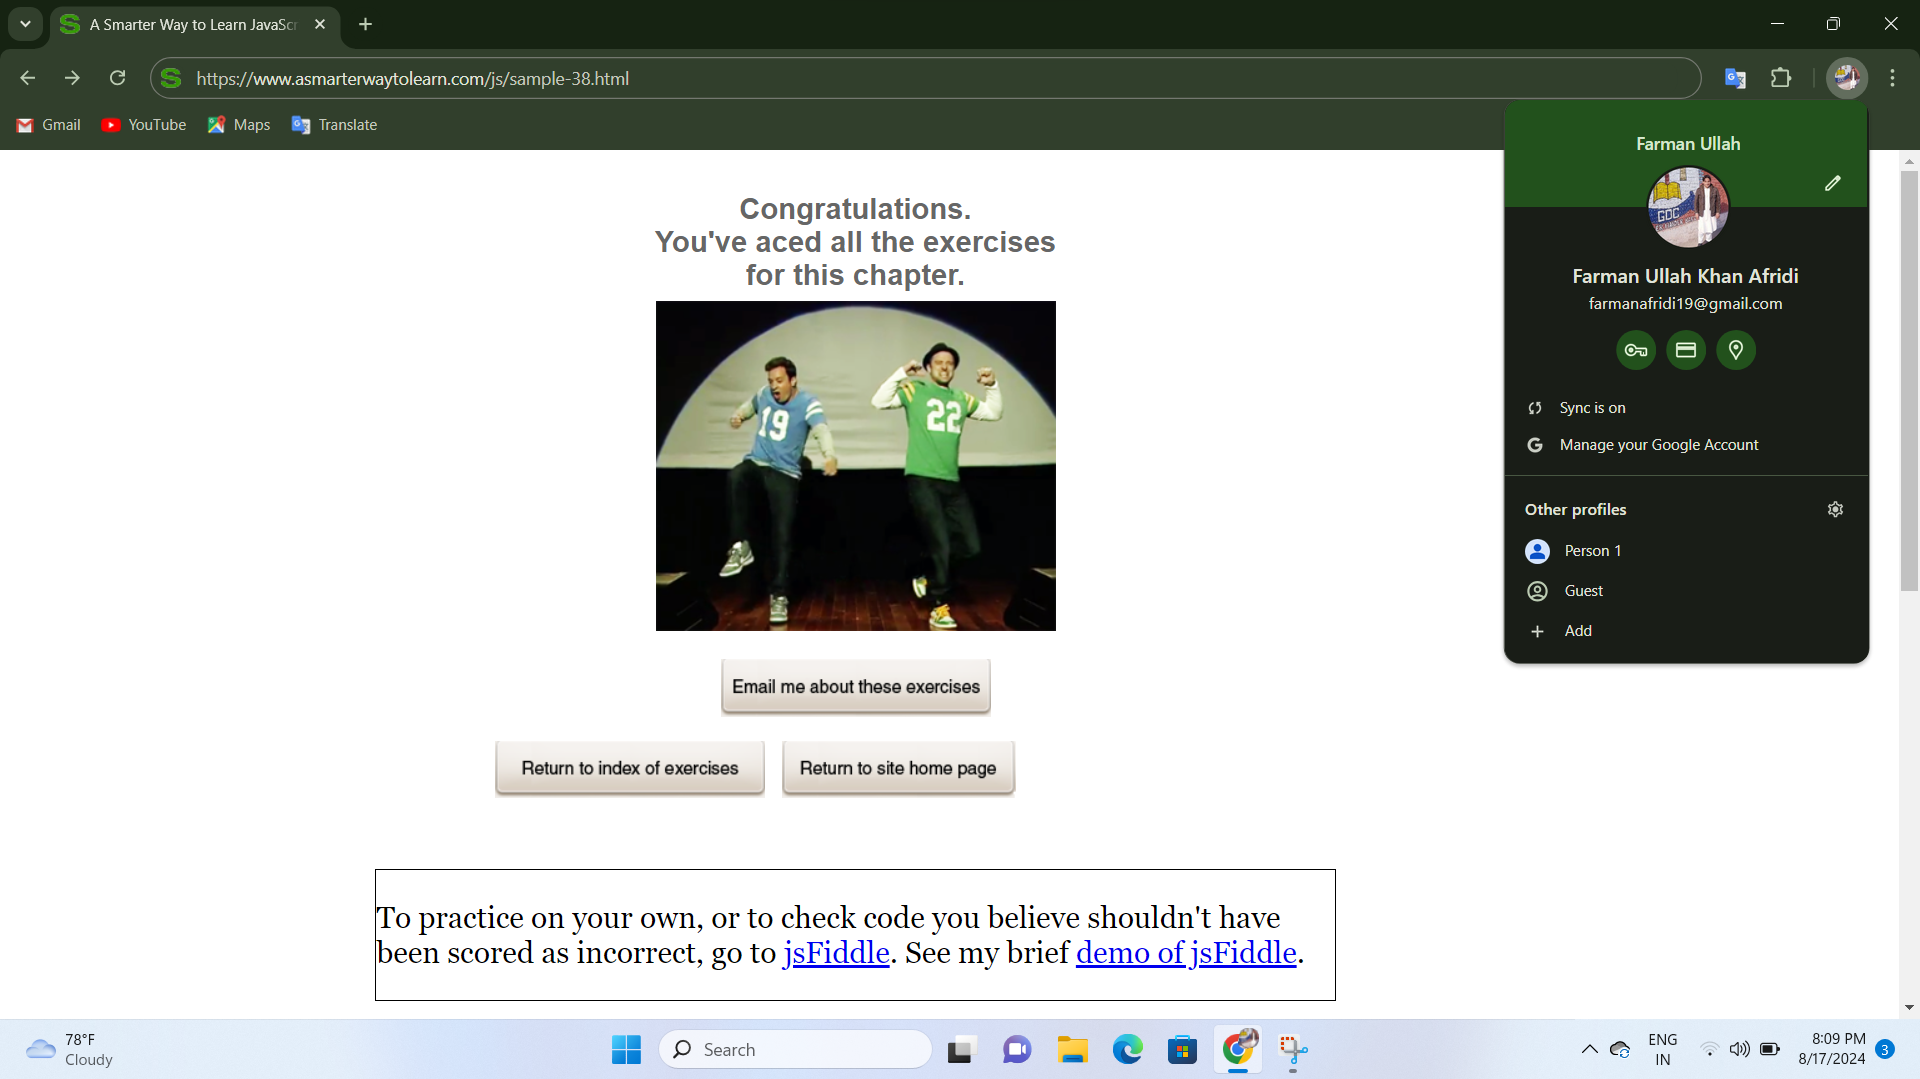 A Smarter Way to Learn JavaScr
https://www.asmarterwaytolearn.com/js/sample-38.html
Gmail
YouTube
Maps
Translate
Farman Ullah
GDC
Farman Ullah Khan Afridi
farmanafridi19@gmail.com
Sync is on
Manage your Google Account
Other profiles
Person 1
Guest
Add
Congratulations.
You've aced all the exercises
for this chapter.
19
22
Email me about these exercises
Return to index of exercises
Return to site home page
To practice on your own, or to check code you believe shouldn't have
been scored as incorrect, go to jsFiddle. See my brief demo of jsFiddle.
78°F
Cloudy
Search
ENG
IN
8:09 PM
8/17/2024
3